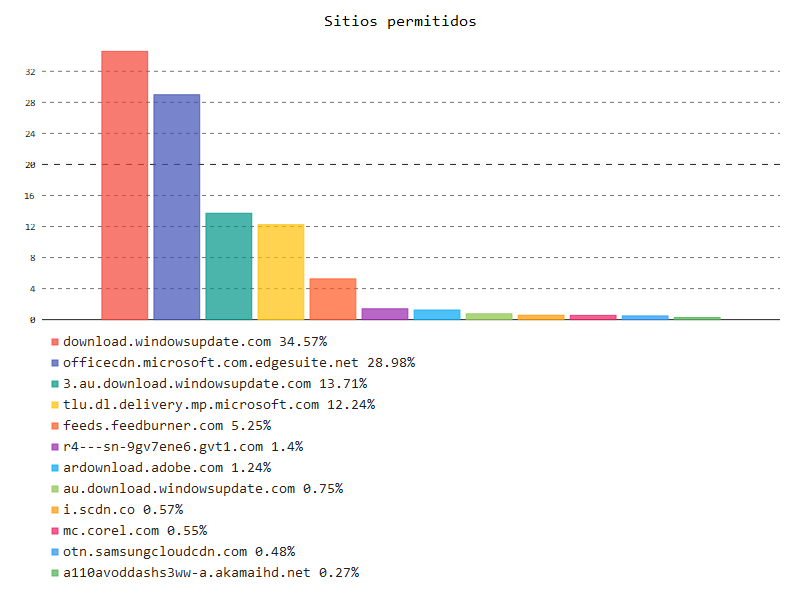 Sitios permitidos
32
28
24
20
16
12
8
4
0
download.windowsupdate.com 34.57%
officecdn.microsoft.com.edgesuite.net 28.98%
3.au.download.windowsupdate.com 13.71%
tlu.dl.delivery.mp.microsoft.com 12.24%
feeds.feedburner.com 5.25%
r4---sn-9gv7ene6.gvt1.com 1.4%
ardownload.adobe.com 1.24%
au.download.windowsupdate.com 0.75%
i.scdn.co 0.57%
mc.corel.com 0.55%
otn.samsungcloudcdn.com 0.48%
a110avoddashs3ww-a.akamaihd.net 0.27%